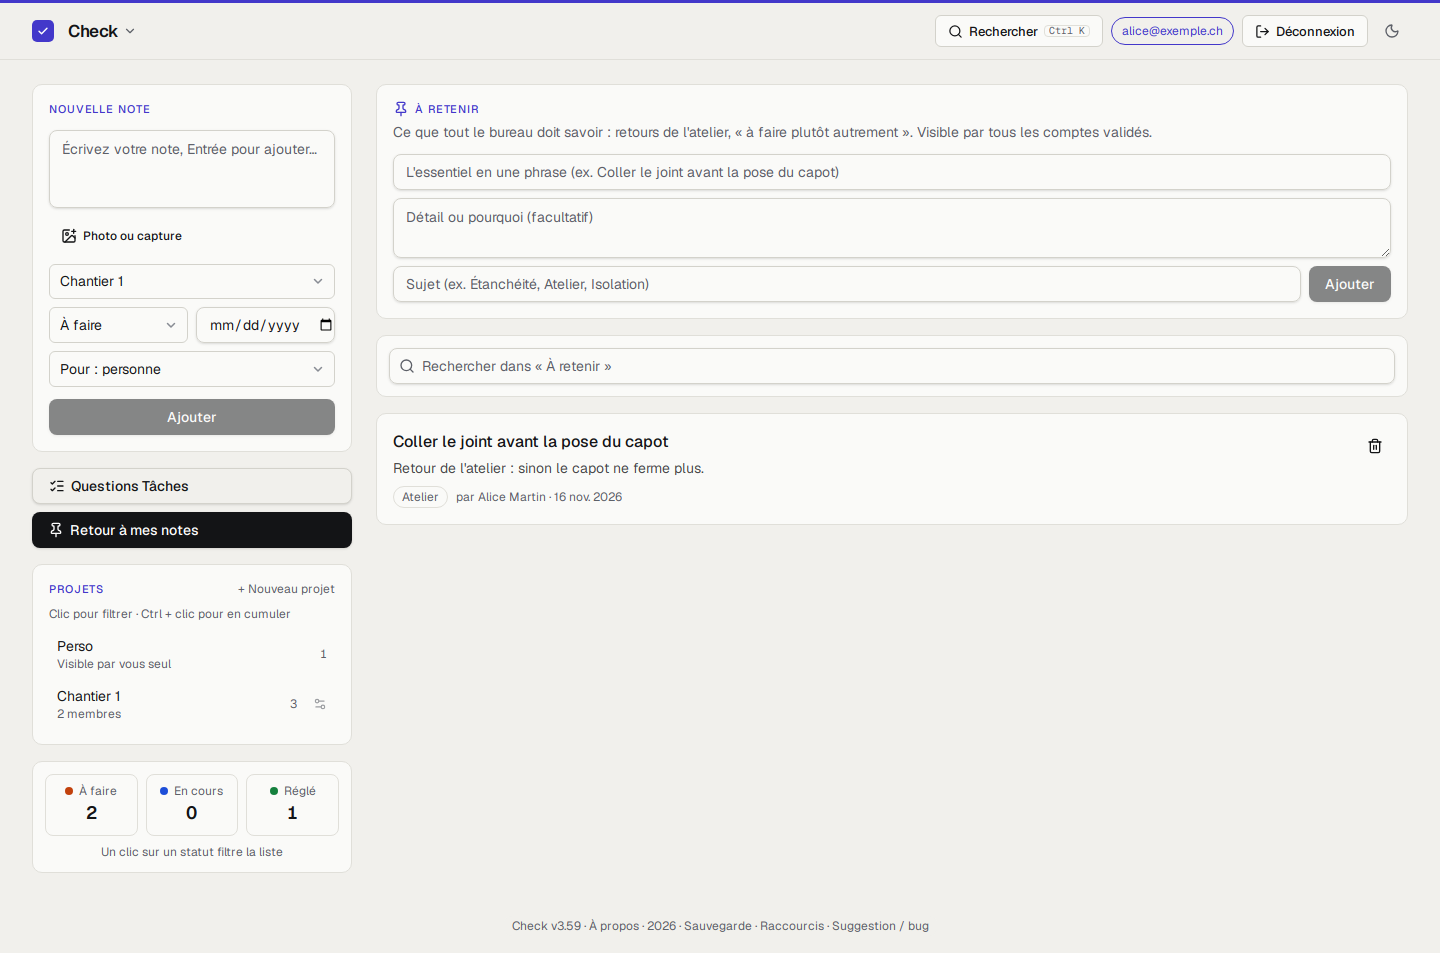 Check
Rechercher Ctrl K
alice@exemple.ch
Déconnexion
NOUVELLE NOTE
Écrivez votre note, Entrée pour ajouter...
Photo ou capture
Chantier 1
À faire
mm/dd/yyyy
Pour : personne
Ajouter
Questions Tâches
Retour à mes notes
PROJETS
+ Nouveau projet
Clic pour filtrer · Ctrl + clic pour en cumuler
Perso
Visible par vous seul
1
Chantier 1
2 membres
3
À faire
2
En cours
0
Réglé
1
Un clic sur un statut filtre la liste
À RETENIR
Ce que tout le bureau doit savoir : retours de l'atelier, « à faire plutôt autrement ». Visible par tous les comptes validés.
L'essentiel en une phrase (ex. Coller le joint avant la pose du capot)
Détail ou pourquoi (facultatif)
Sujet (ex. Étanchéité, Atelier, Isolation)
Ajouter
Rechercher dans « À retenir »
Coller le joint avant la pose du capot
Retour de l'atelier : sinon le capot ne ferme plus.
Atelier par Alice Martin · 16 nov. 2026
Check v3.59 · À propos · 2026 · Sauvegarde · Raccourcis · Suggestion / bug